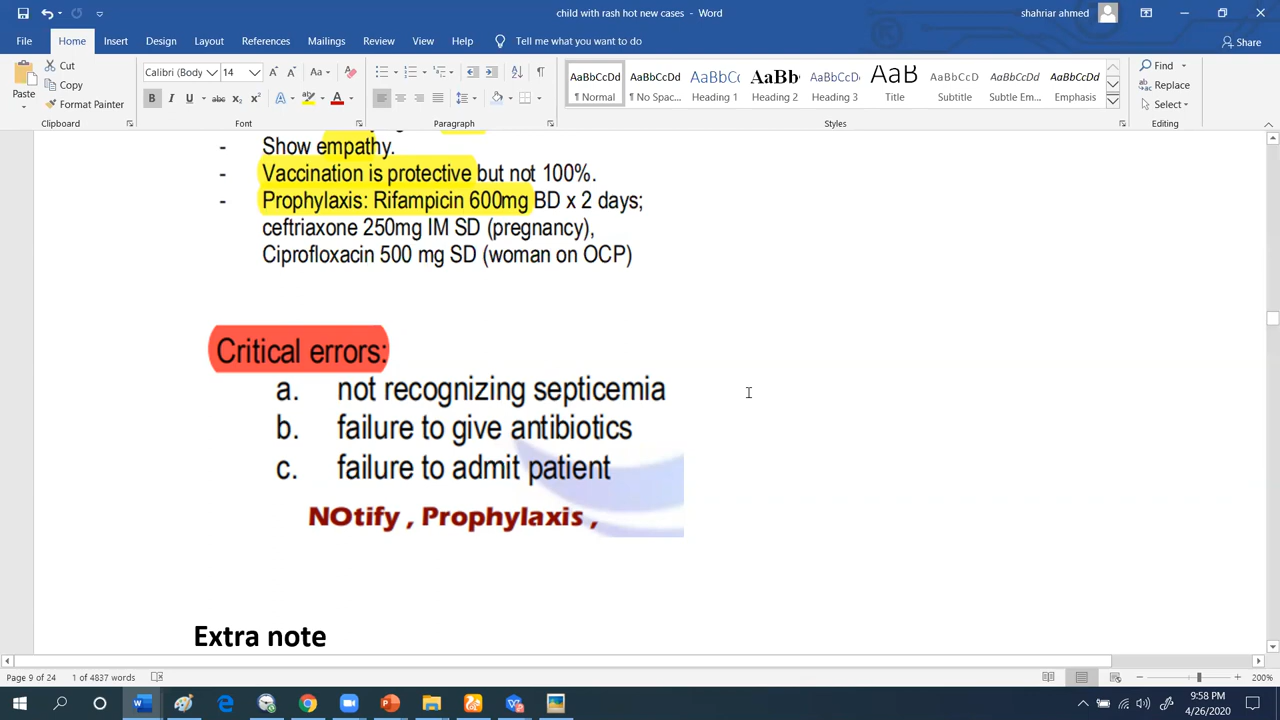 child with rash hot new cases - Word
shahriar ahmed
File Home Insert Design Layout References Mailings Review View Help Tell me what you want to do
Share
Cut
Copy
Format Painter
Paste
Calibri (Body 14
AaBbCcDd AaBbCcDd AaBbCc AaBb AaBbCcDd AaB AaBbCcDd AaBbCcDd
¶ Normal ¶ No Spac... Heading 1 Heading 2 Heading 3 Title Subtitle Subtle Em... Emphasis
Find
Replace
Select
Clipboard Font Paragraph Styles Editing
- Show empathy.
- Vaccination is protective but not 100%.
- Prophylaxis: Rifampicin 600mg BD x 2 days;
ceftriaxone 250mg IM SD (pregnancy),
Ciprofloxacin 500 mg SD (woman on OCP)
Critical errors:
a. not recognizing septicemia
b. failure to give antibiotics
c. failure to admit patient
NOtify , Prophylaxis ,
Extra note
Page 9 of 24 1 of 4837 words
200%
9:58 PM
4/26/2020